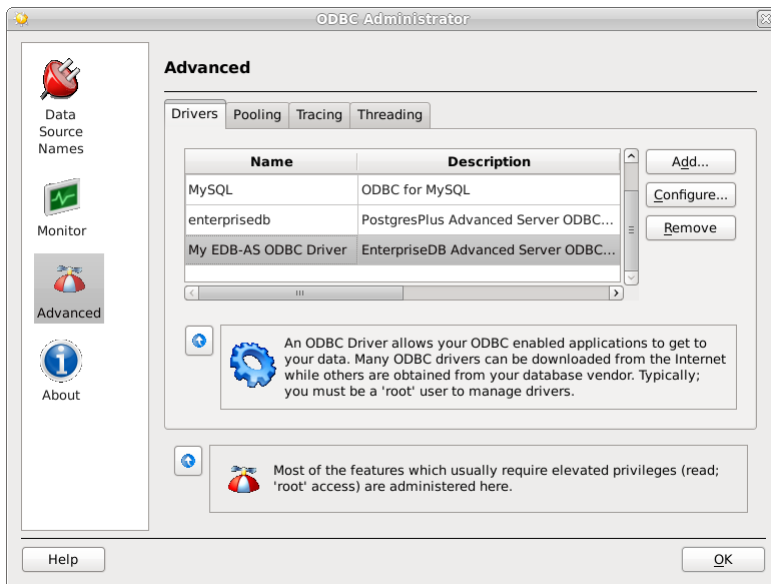 ODBC Administrator
Data
Source
Names
Monitor
Advanced
About
Advanced
Drivers Pooling Tracing Threading
Name Description
MySQL ODBC for MySQL
enterprisedb PostgresPlus Advanced Server ODBC...
My EDB-AS ODBC Driver EnterpriseDB Advanced Server ODBC...
Add...
Configure...
Remove
An ODBC Driver allows your ODBC enabled applications to get to
your data. Many ODBC drivers can be downloaded from the Internet
while others are obtained from your database vendor. Typically;
you must be a 'root' user to manage drivers.
Most of the features which usually require elevated privileges (read;
'root' access) are administered here.
Help OK